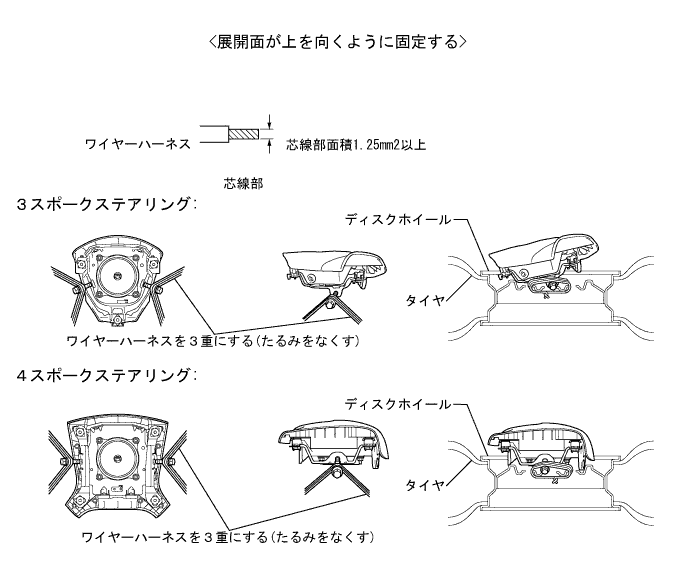 <展開面が上を向くように固定する>
ワイヤーハーネス
芯線部面積1.25mm2以上
芯線部
3スポークステアリング:
ディスクホイール
タイヤ
ワイヤーハーネスを3重にする(たるみをなくす)
4スポークステアリング:
ディスクホイール
タイヤ
ワイヤーハーネスを3重にする(たるみをなくす)